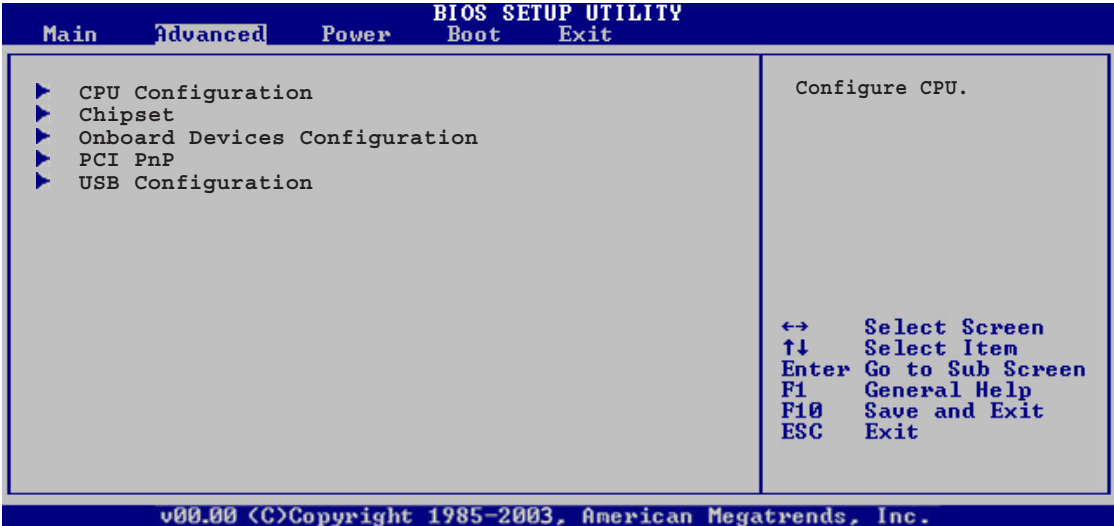 BIOS SETUP UTILITY
Main Advanced Power Boot Exit
CPU Configuration
Chipset
Onboard Devices Configuration
PCI PnP
USB Configuration
Configure CPU.
←→ Select Screen
↑↓ Select Item
Enter Go to Sub Screen
F1 General Help
F10 Save and Exit
ESC Exit
v00.00 (C)Copyright 1985-2003, American Megatrends, Inc.